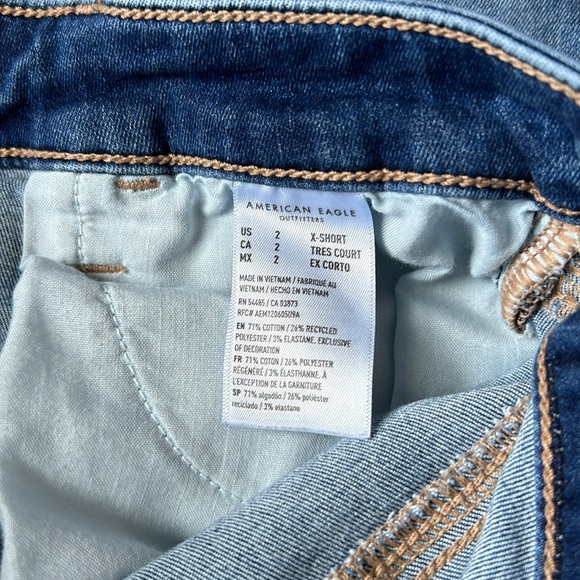 AMERICAN EAGLE
OUTFITTERS
US 2 X-SHORT
CA 2 TRES COURT
MX 2 EX CORTO
MADE IN VIETNAM / FABRIQUÉ AU
VIETNAM / HECHO EN VIETNAM
RN 54485 / CA 03973
RFC# AEM120605U9A
EN 71% COTTON / 26% RECYCLED
POLYESTER / 3% ELASTANE. EXCLUSIVE
OF DECORATION
FR 71% COTON / 26% POLYESTER
RÉGÉNÉRÉ / 3% ÉLASTHANNE. À
L'EXCEPTION DE LA GARNITURE
SP 71% algodón / 26% poliéster
reciclado / 3% elastano